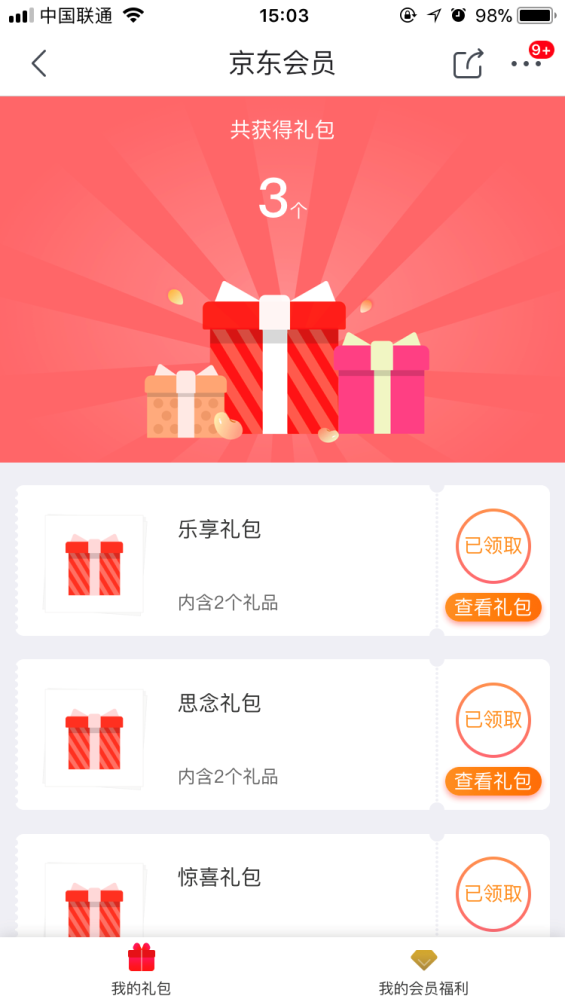 中国联通
15:03
98%
京东会员
9+
共获得礼包
3个
乐享礼包
已领取
内含2个礼品
查看礼包
思念礼包
已领取
内含2个礼品
查看礼包
惊喜礼包
已领取
我的礼包
我的会员福利